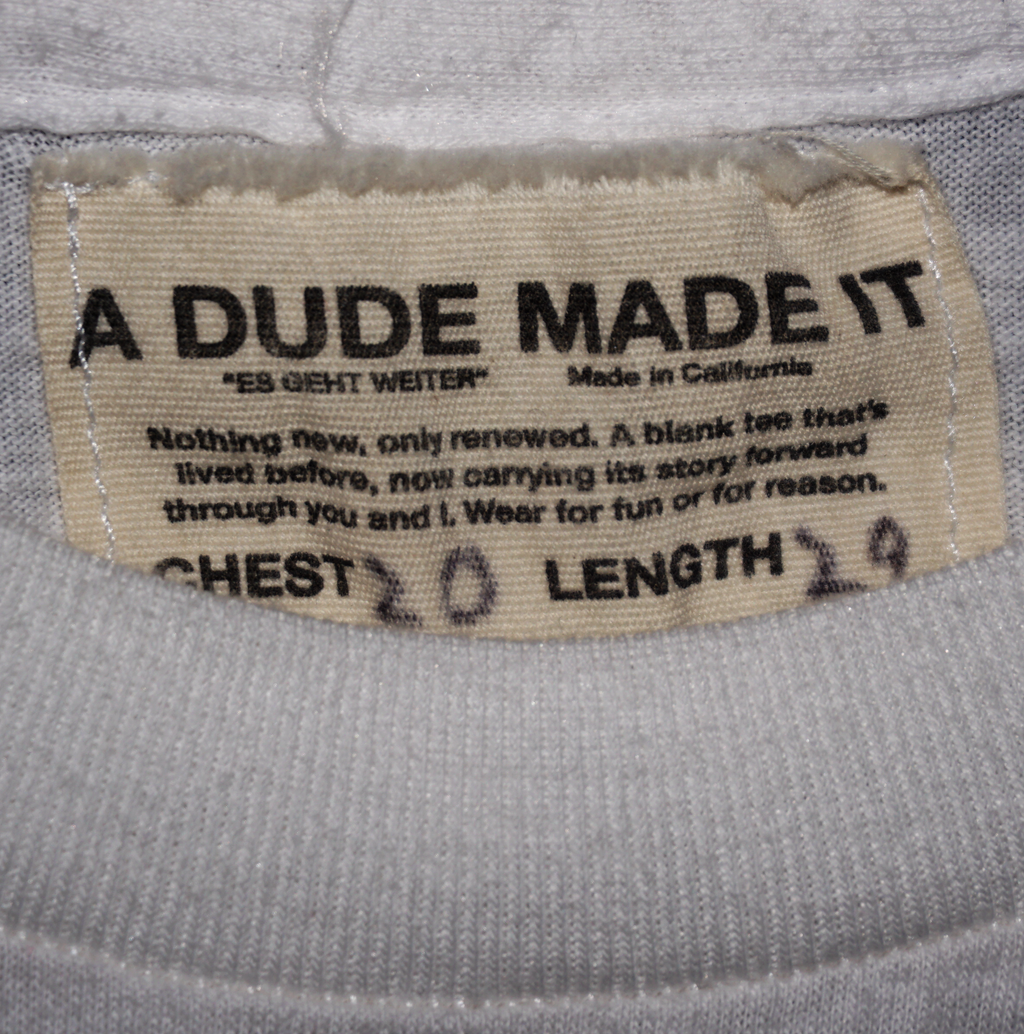 A DUDE MADE IT
"ES GEHT WEITER" Made in California
Nothing new, only renewed. A blank tee that's
lived before, now carrying its story forward
through you and I. Wear for fun or for reason.
CHEST 20 LENGTH 29